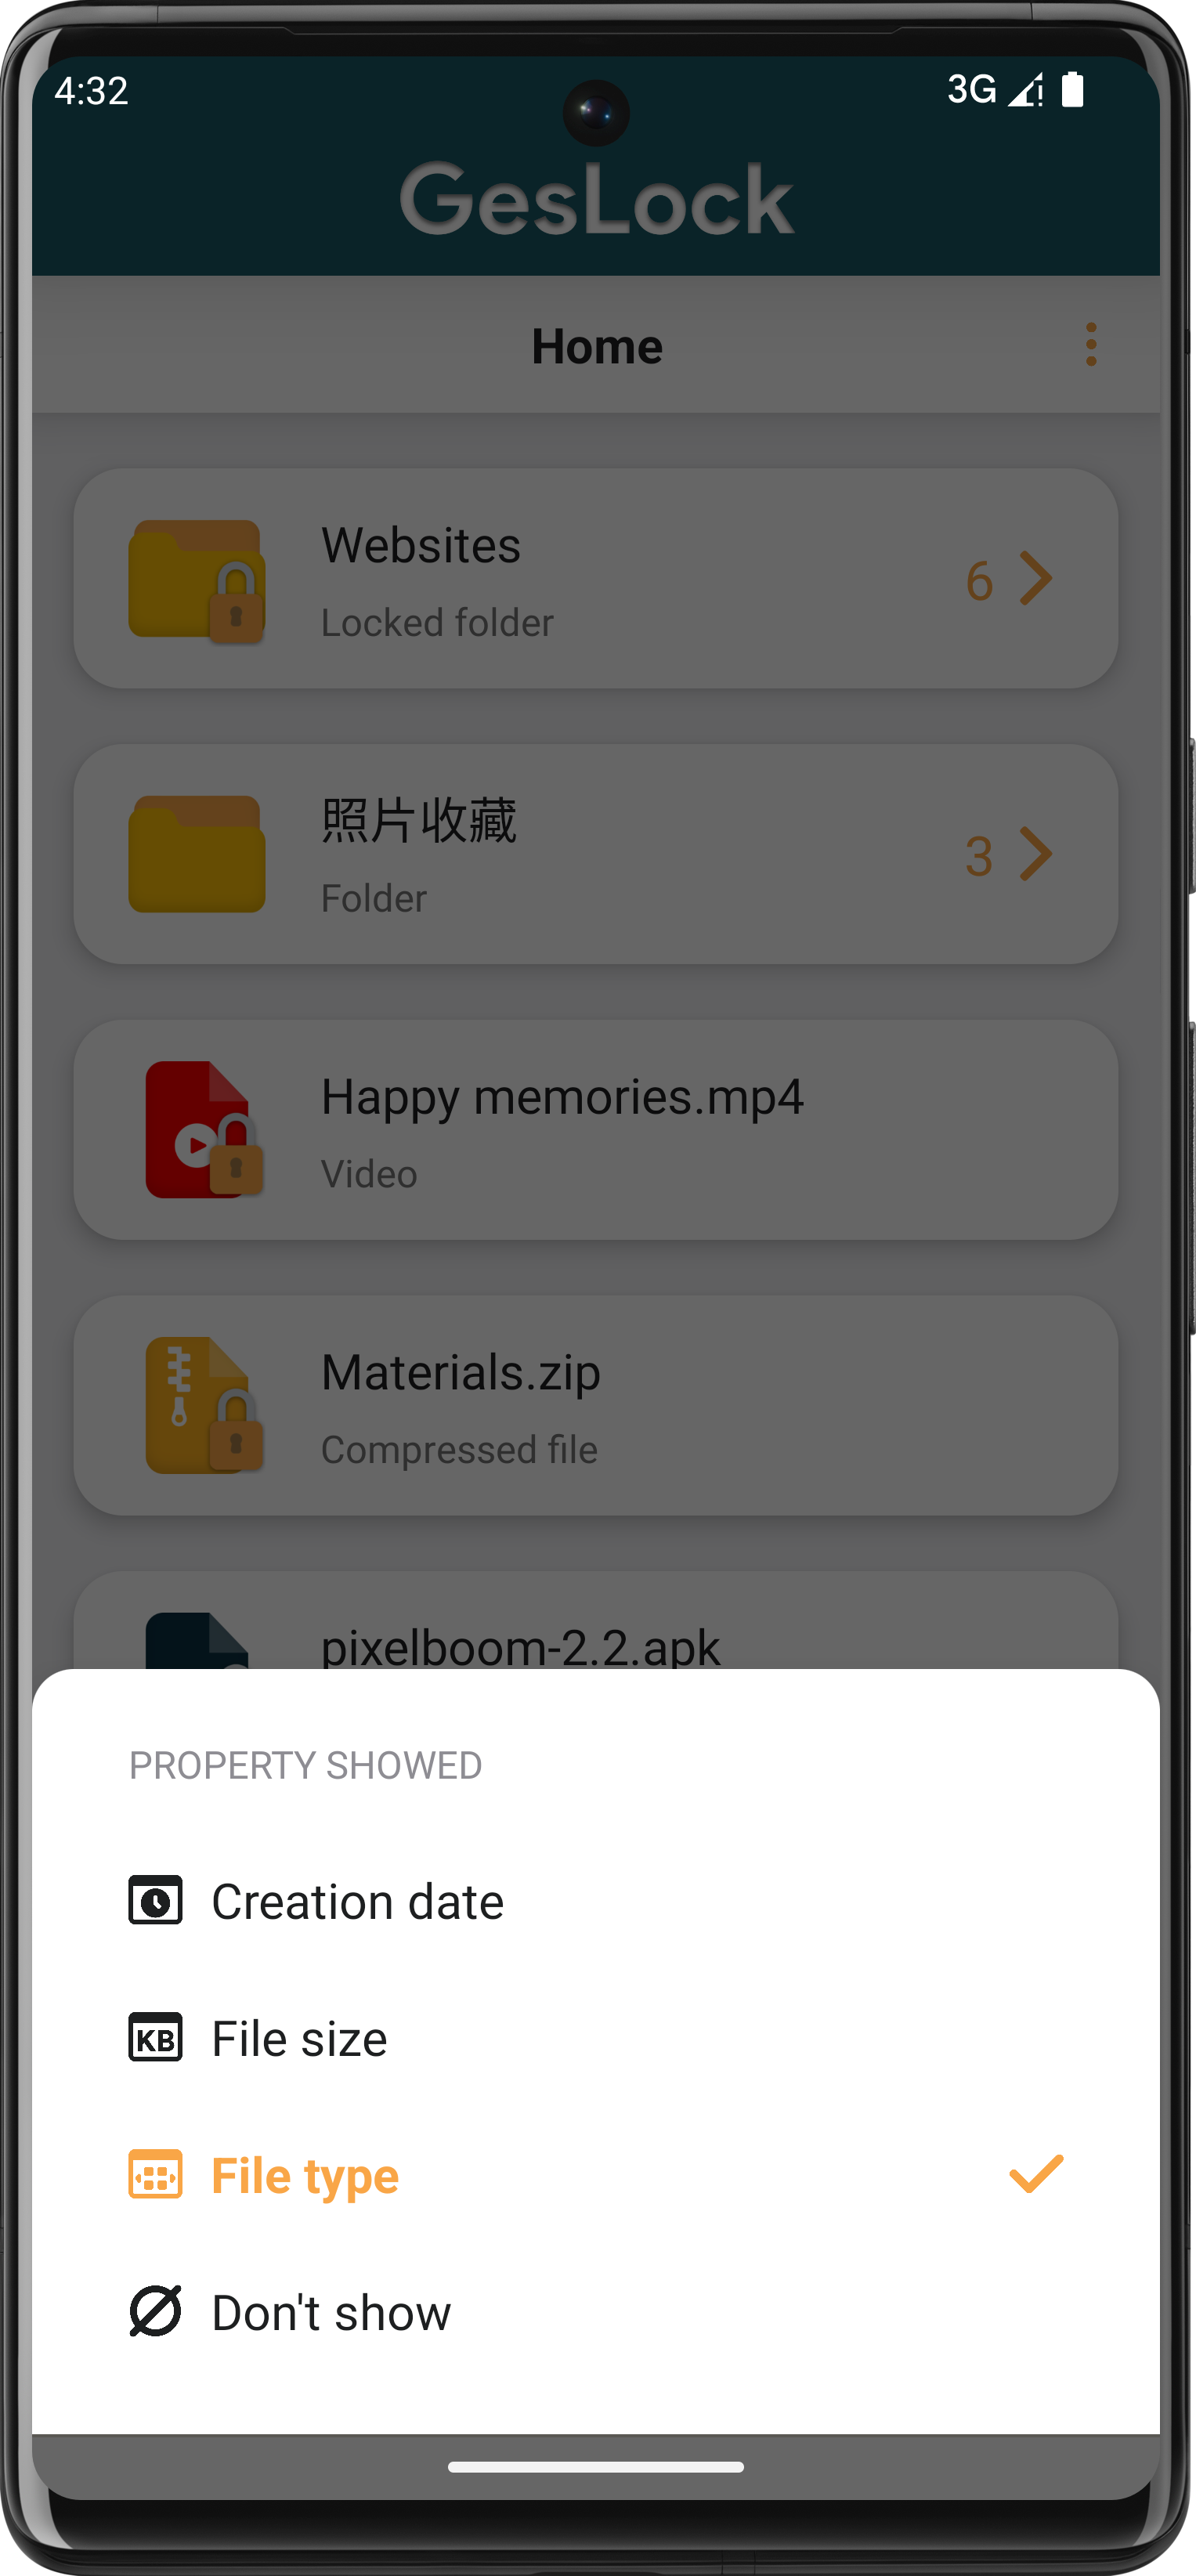 4:32
3G
GesLock
Home
Websites
Locked folder
6
照片收藏
Folder
3
Happy memories.mp4
Video
Materials.zip
Compressed file
pixelboom-2.2.apk
PROPERTY SHOWED
Creation date
KB
File size
File type
Don't show